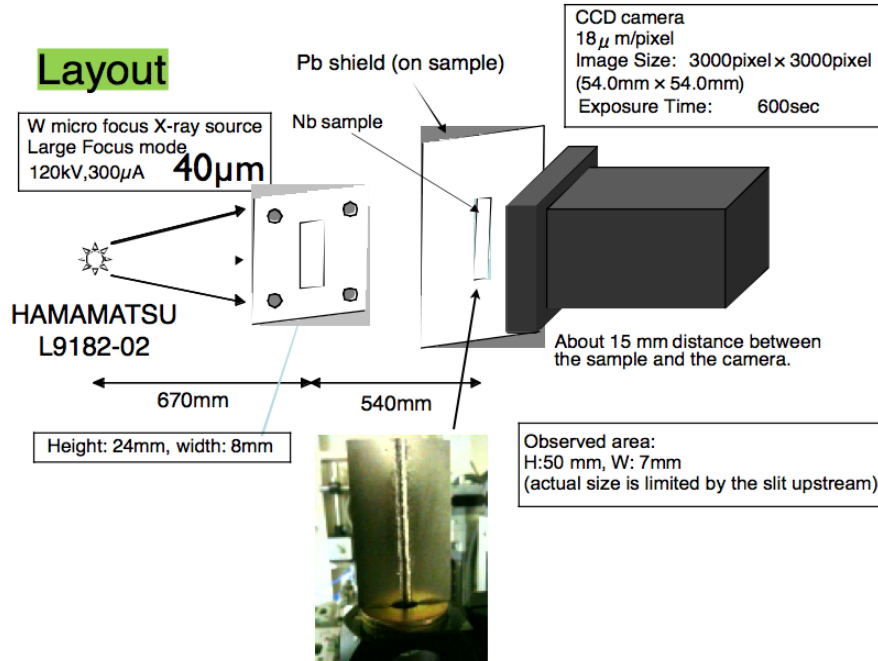 Layout
W micro focus X-ray source
Large Focus mode
120kV,300μA 40μm
HAMAMATSU
L9182-02
Pb shield (on sample)
Nb sample
CCD camera
18μ m/pixel
Image Size: 3000pixel × 3000pixel
(54.0mm × 54.0mm)
Exposure Time: 600sec
About 15 mm distance between
the sample and the camera.
670mm
540mm
Height: 24mm, width: 8mm
Observed area:
H:50 mm, W: 7mm
(actual size is limited by the slit upstream)